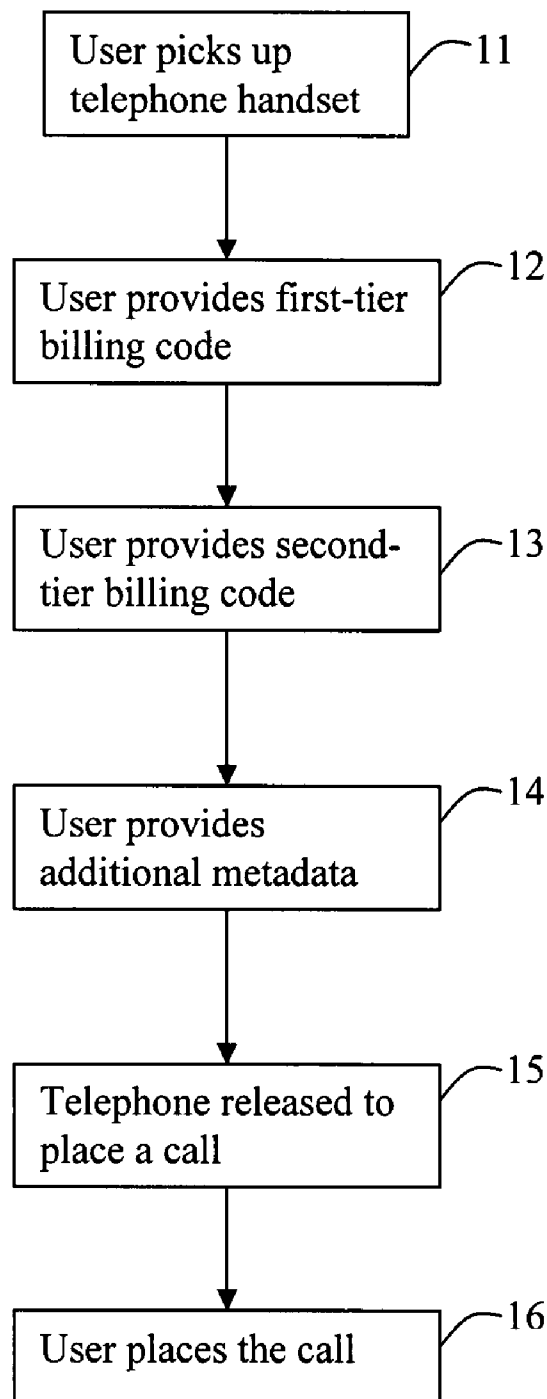 User picks up
telephone handset
11
User provides first-tier
billing code
12
User provides second-
tier billing code
13
User provides
additional metadata
14
Telephone released to
place a call
15
User places the call
16